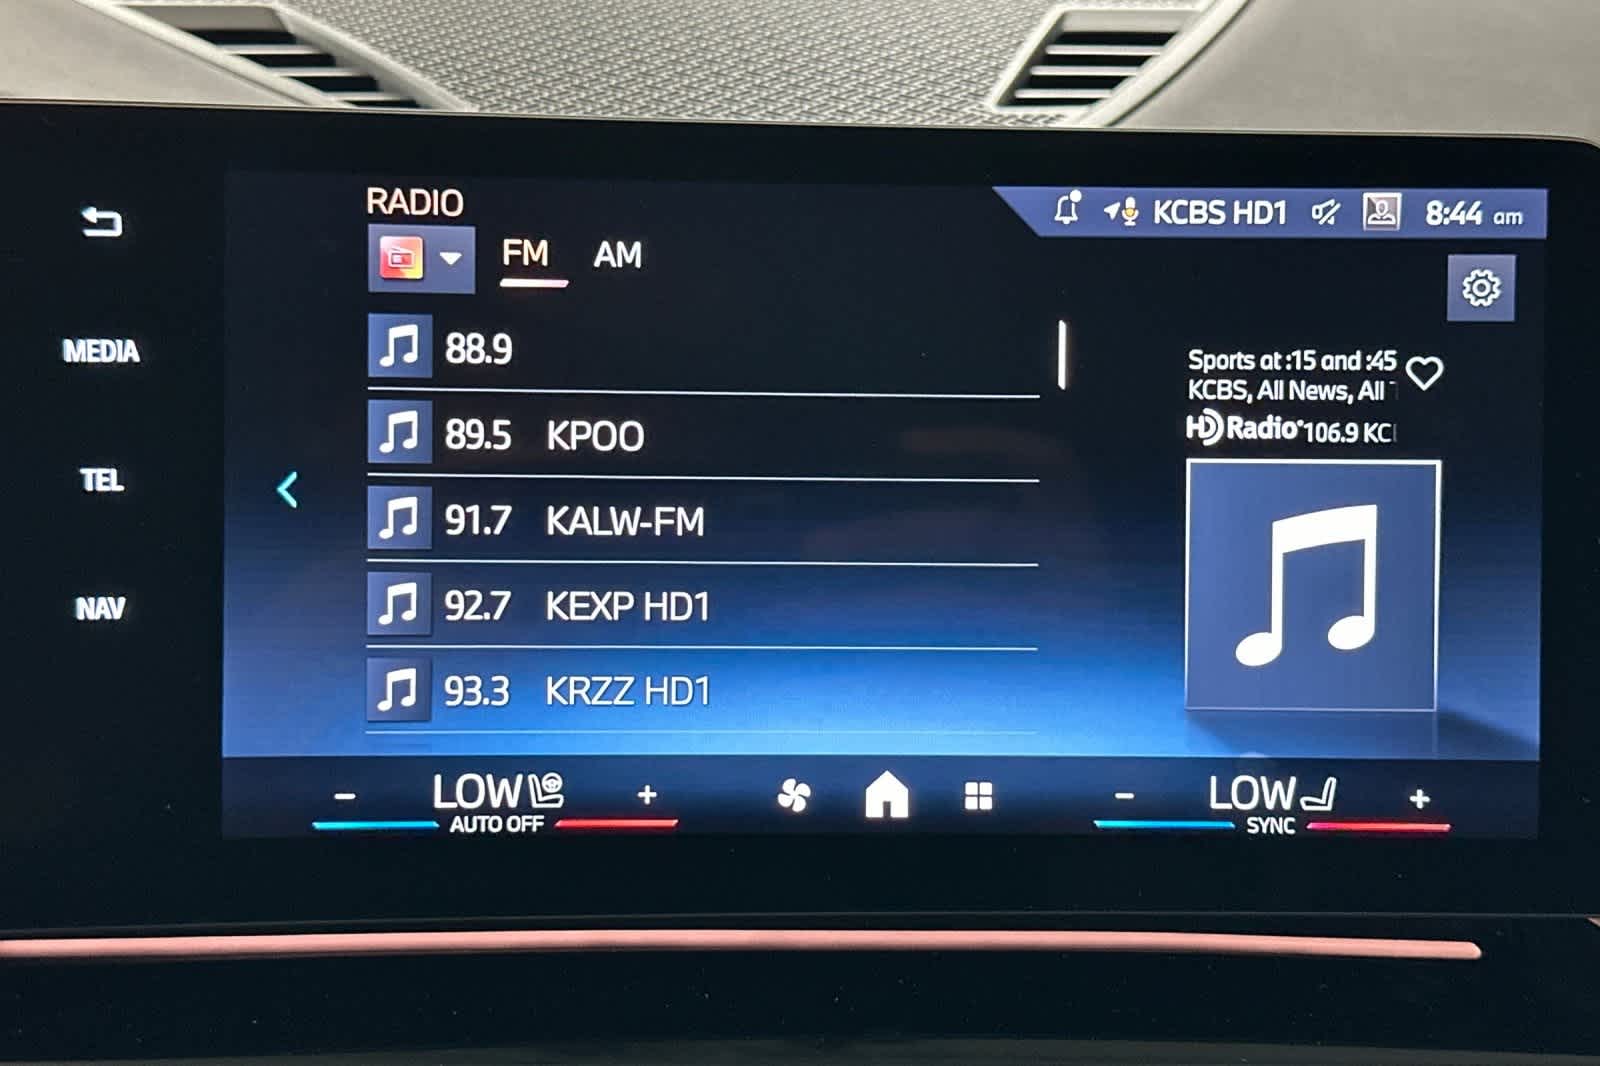 RADIO
KCBS HD1
8:44 am
FM
AM
MEDIA
TEL
NAV
88.9
89.5 KPOO
91.7 KALW-FM
92.7 KEXP HD1
93.3 KRZZ HD1
Sports at :15 and :45
KCBS, All News, All
HD Radio 106.9 KC
- LOW +
AUTO OFF
- LOW +
SYNC